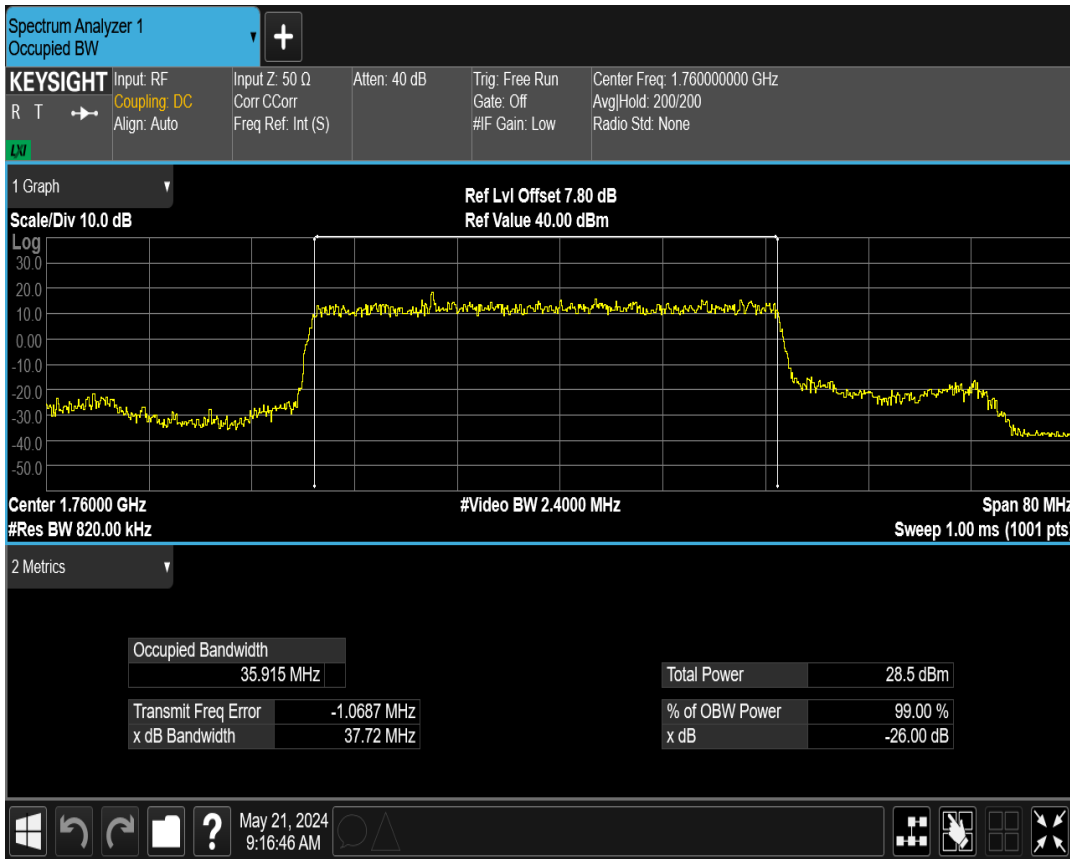 Spectrum Analyzer 1
Occupied BW
+
KEYSIGHT
R T
LXI
Input: RF
Coupling: DC
Align: Auto
Input Z: 50 Ω
Corr CCorr
Freq Ref: Int (S)
Atten: 40 dB
Trig: Free Run
Gate: Off
#IF Gain: Low
Center Freq: 1.760000000 GHz
Avg|Hold: 200/200
Radio Std: None
1 Graph
Scale/Div 10.0 dB
Ref Lvl Offset 7.80 dB
Ref Value 40.00 dBm
Log
30.0
20.0
10.0
0.00
-10.0
-20.0
-30.0
-40.0
-50.0
Center 1.76000 GHz
#Video BW 2.4000 MHz
Span 80 MHz
#Res BW 820.00 kHz
Sweep 1.00 ms (1001 pts)
2 Metrics
Occupied Bandwidth
35.915 MHz
Total Power 28.5 dBm
Transmit Freq Error -1.0687 MHz
% of OBW Power 99.00 %
x dB Bandwidth 37.72 MHz
x dB -26.00 dB
?
May 21, 2024
9:16:46 AM